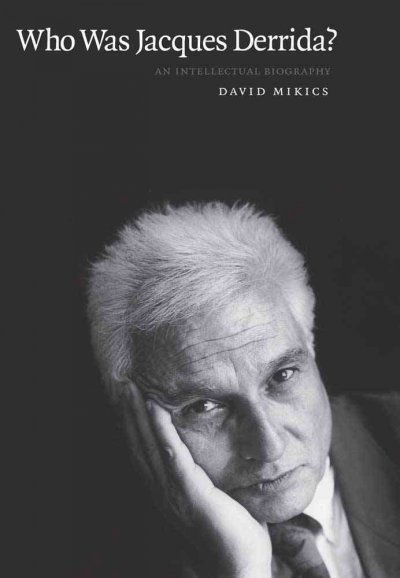 Who Was Jacques Derrida?
AN INTELLECTUAL BIOGRAPHY
DAVID MIKICS